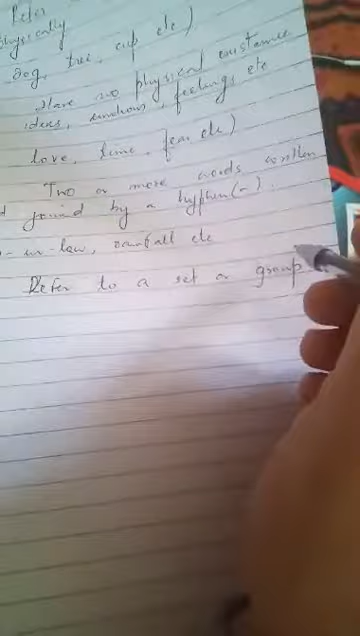 Refer
physically
dog, tree, cup etc)
Have no physical existence
ideas, emotions, feelings etc
love, time, fear etc)
Two or more words written
joined by a hyphen(-).
-in-law, rainfall etc
Refer to a set or group